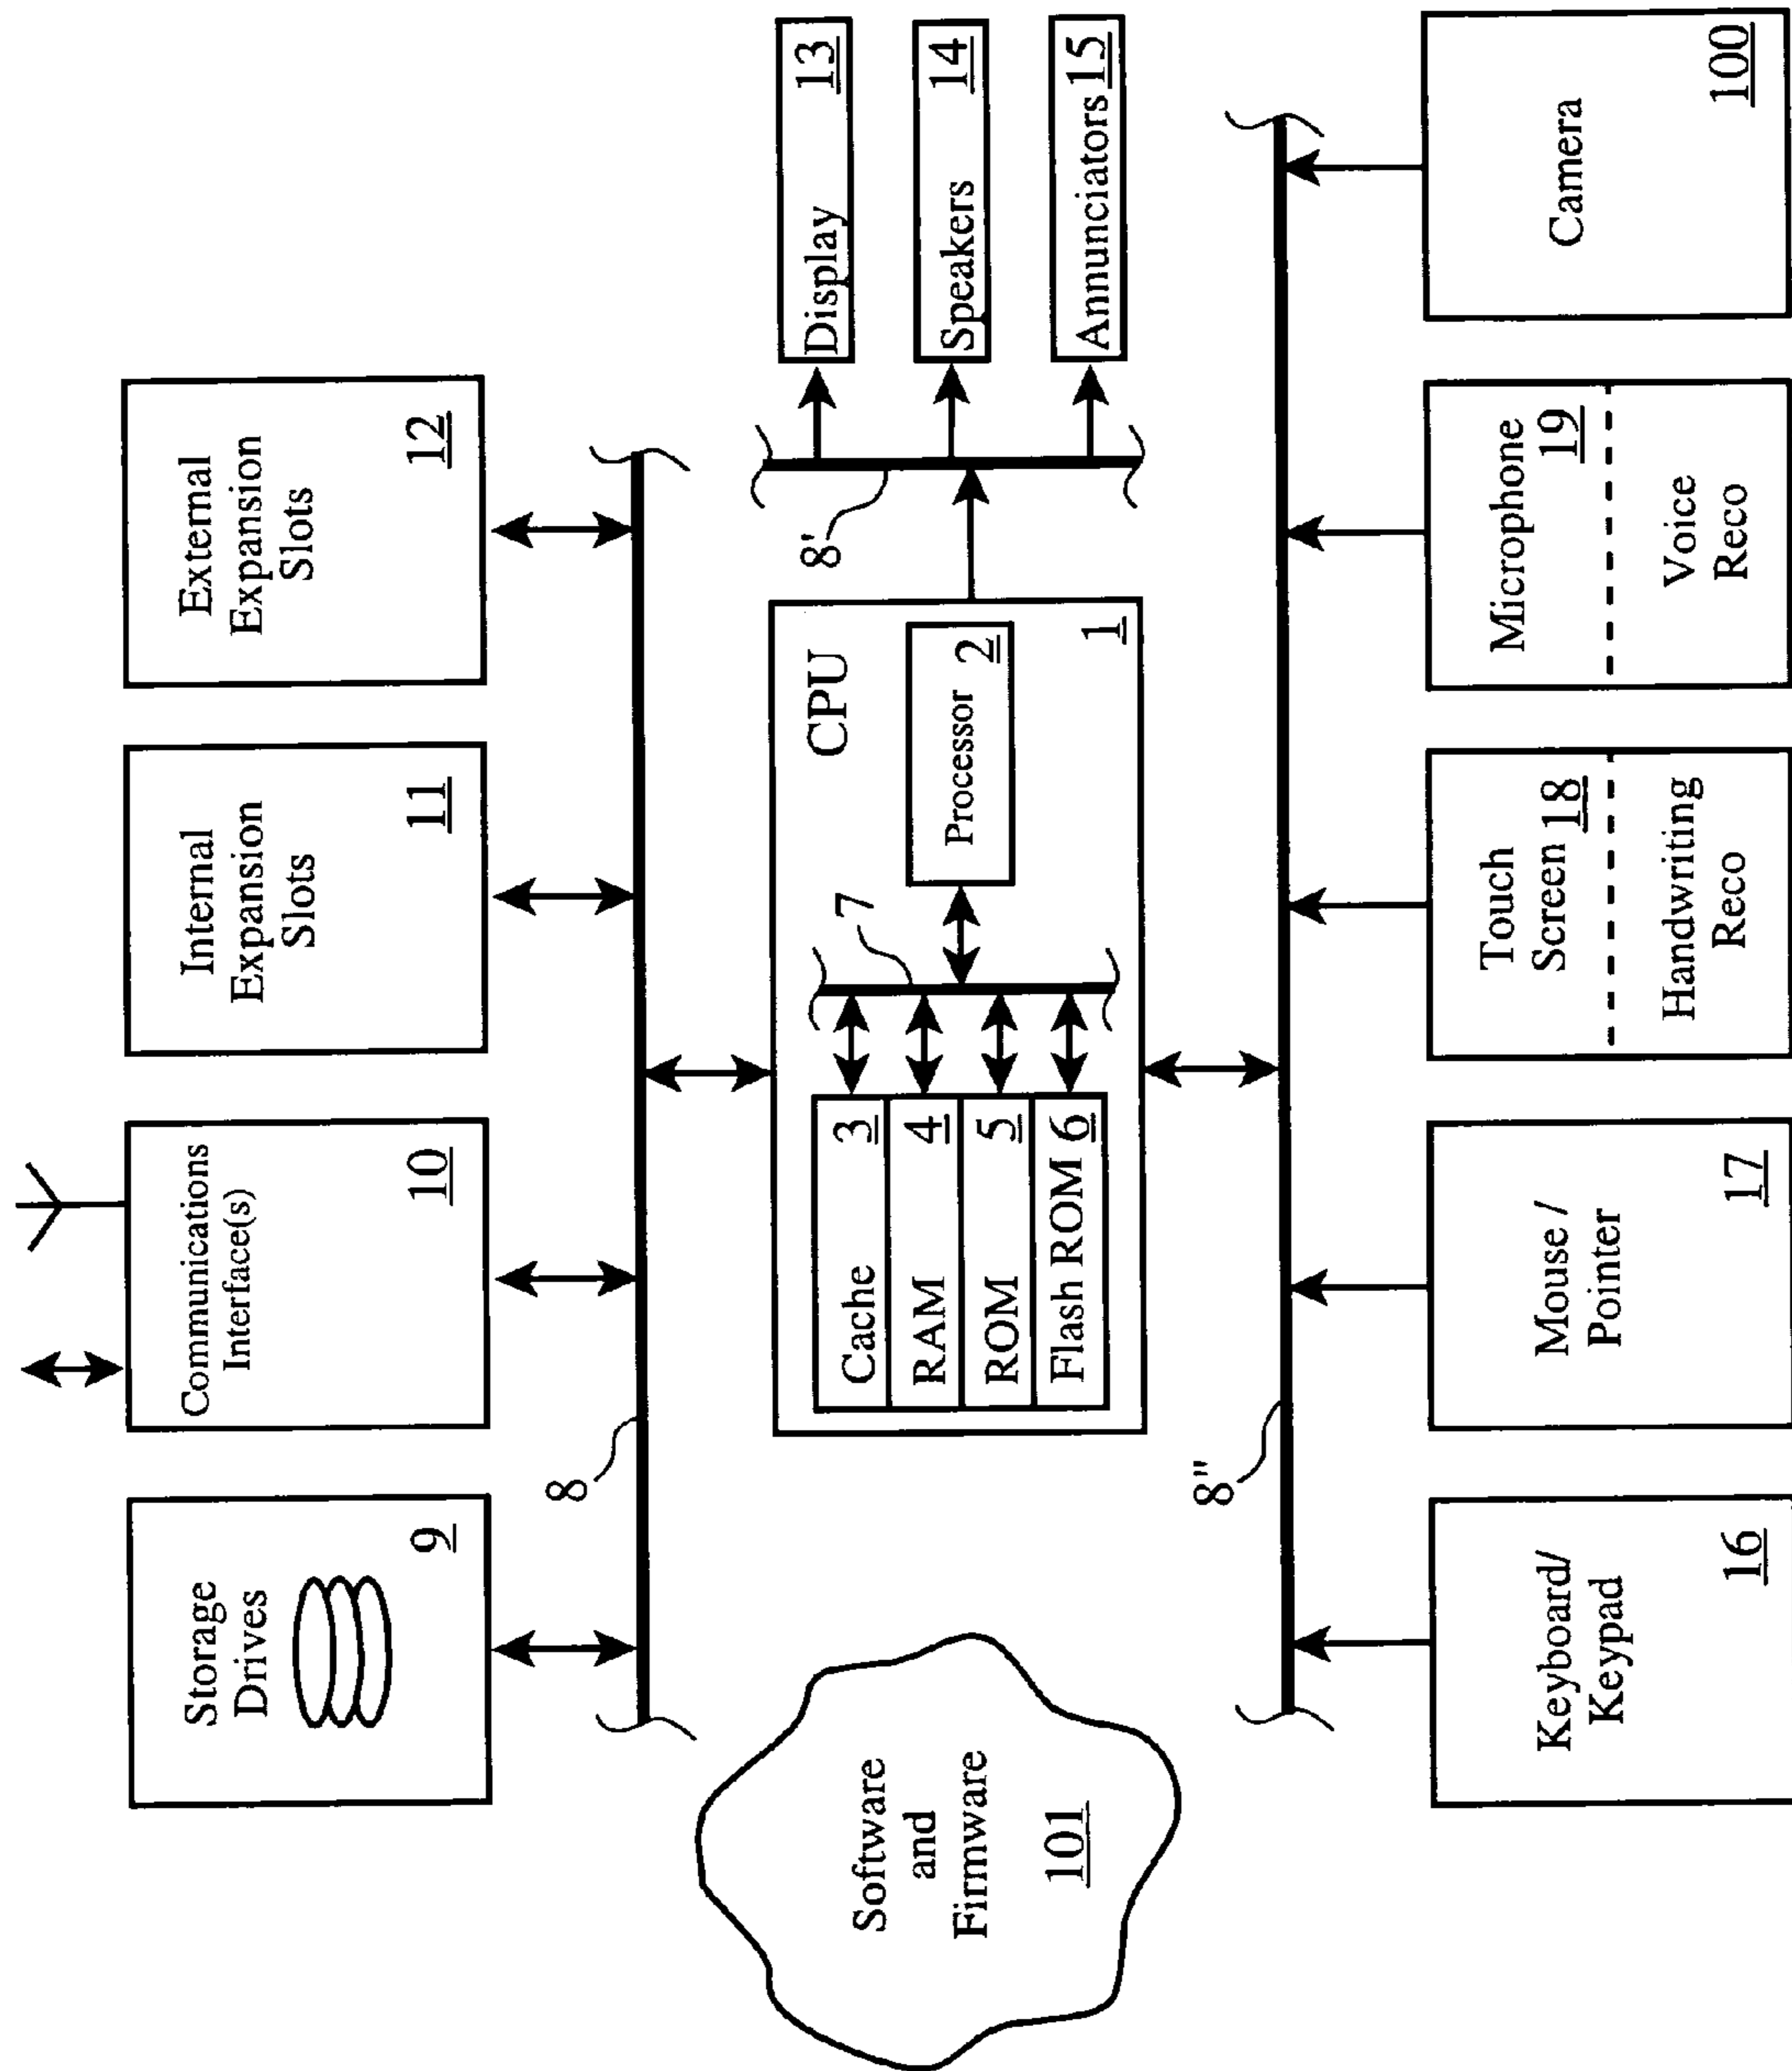 Storage
Drives
9
Communications
Interface(s)
10
Internal
Expansion
Slots
11
External
Expansion
Slots
12
8
Software
and
Firmware
101
CPU
Cache 3
RAM 4
ROM 5
Flash ROM 6
7
Processor 2
1
8'
Display 13
Speakers 14
Annunciators 15
8"
Keyboard/
Keypad
16
Mouse /
Pointer
17
Touch
Screen 18
Handwriting
Reco
Microphone
19
Voice
Reco
Camera
100